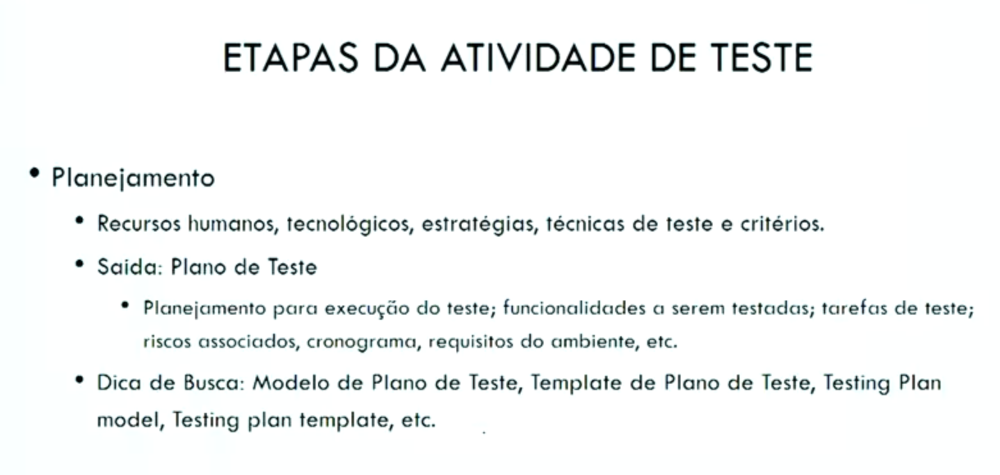 ETAPAS DA ATIVIDADE DE TESTE
• Planejamento
• Recursos humanos, tecnológicos, estratégias, técnicas de teste e critérios.
• Saída: Plano de Teste
• Planejamento para execução do teste; funcionalidades a serem testadas; tarefas de teste;
riscos associados, cronograma, requisitos do ambiente, etc.
• Dica de Busca: Modelo de Plano de Teste, Template de Plano de Teste, Testing Plan
model, Testing plan template, etc.